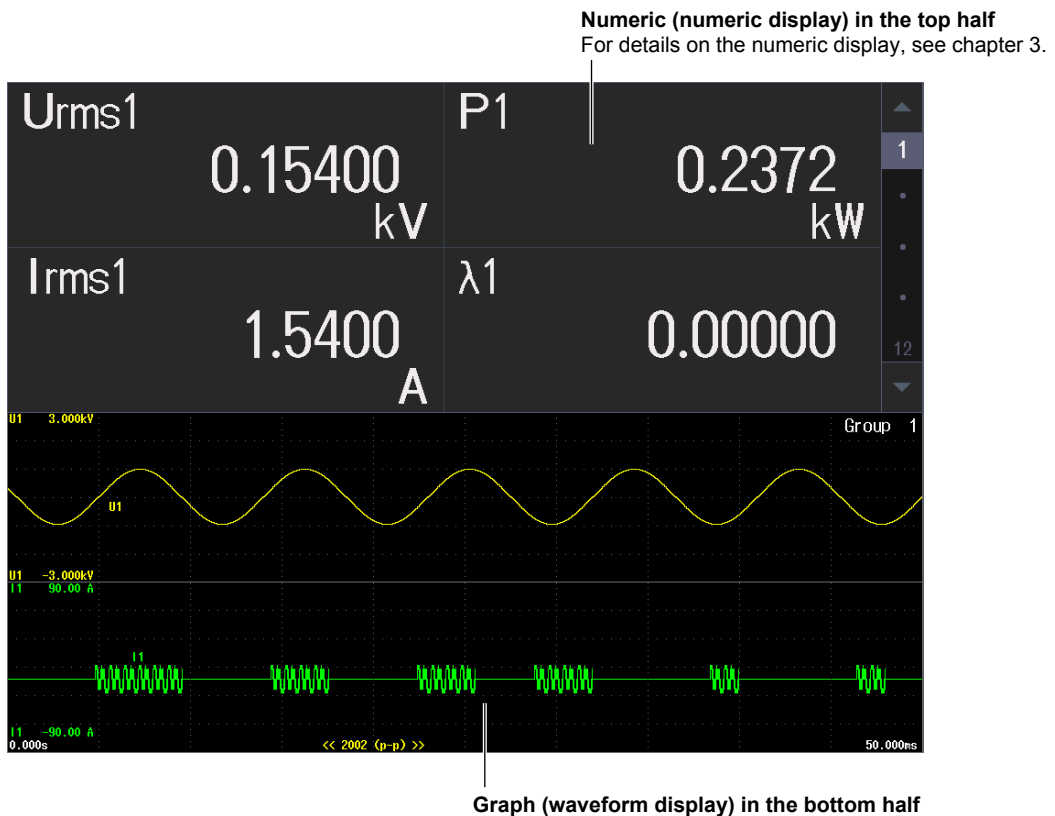 Numeric (numeric display) in the top half
For details on the numeric display, see chapter 3.
Urms1
0.15400
kV
P1
0.2372
kW
1
12
Irms1
1.5400
A
λ1
0.00000
U1 3.000kV
Group 1
U1
U1 -3.000kV
I1 90.00 A
I1
I1 -90.00 A
0.000s
<< 2002 (p-p) >>
50.000ms
Graph (waveform display) in the bottom half